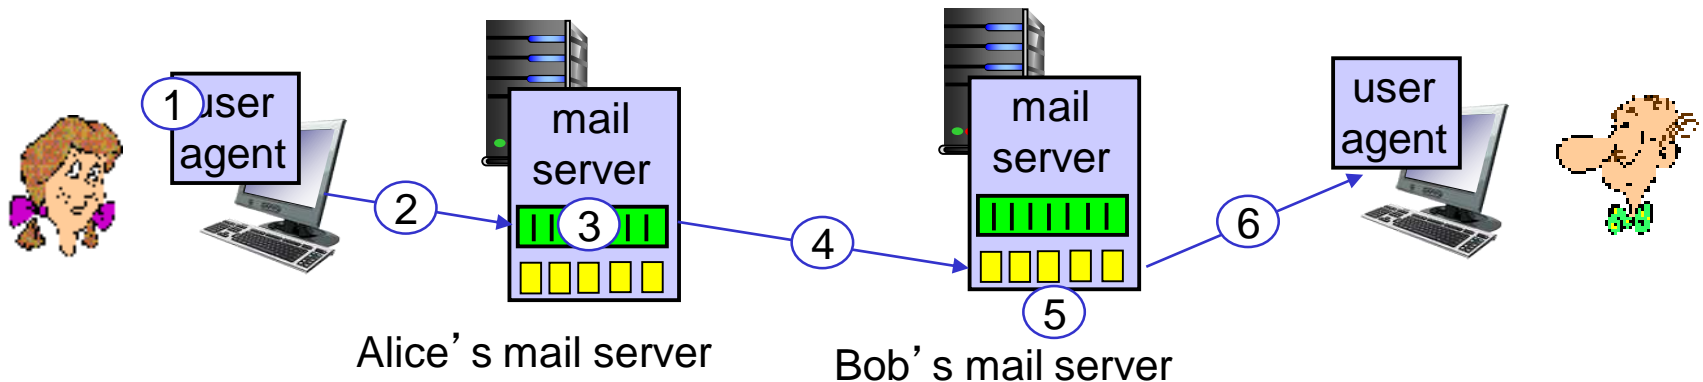 1
user
agent
2
mail
server
3
4
mail
server
5
6
user
agent
Alice’s mail server
Bob’s mail server